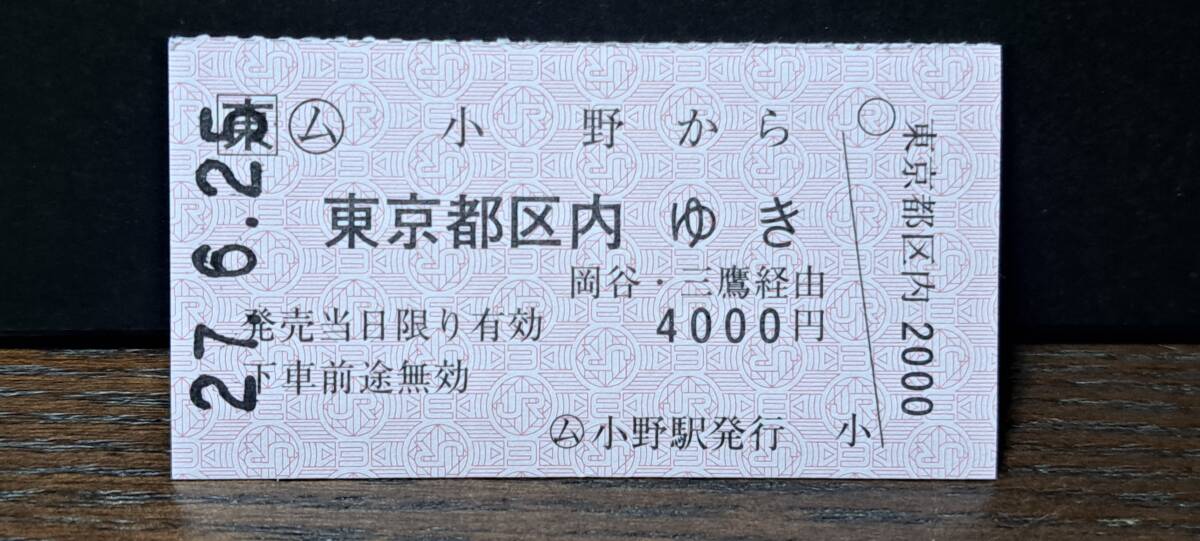 27.6.25
東 ム 小野から
東京都区内 ゆき
岡谷・三鷹経由
発売当日限り有効 4000円
下車前途無効
ム小野駅発行 小
東京都区内 2000